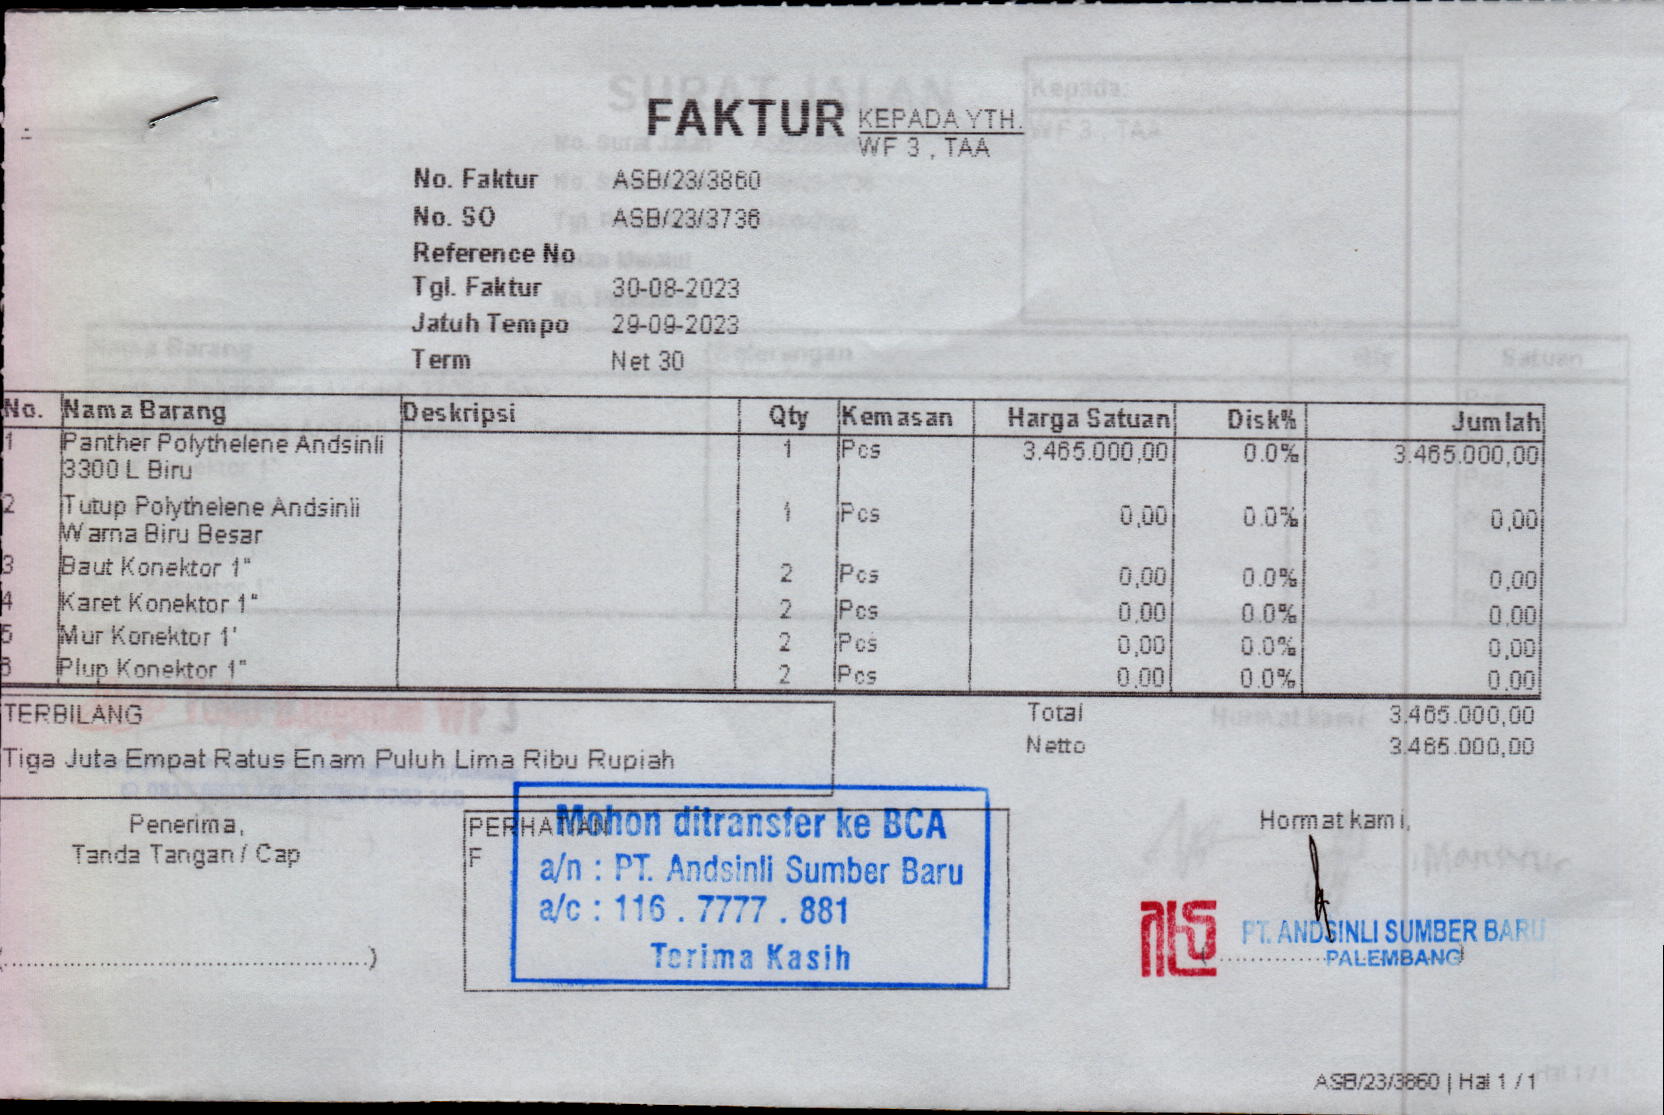 FAKTUR
KEPADA YTH.
WF 3 , TAA
No. Faktur ASB/23/3860
No. SO ASB/23/3736
Reference No
Tgl. Faktur 30-08-2023
Jatuh Tempo 29-09-2023
Term Net 30
No. Nama Barang Deskripsi Qty Kemasan Harga Satuan Disk% Jumlah
1 Panther Polythelene Andsinli 1 Pcs 3.465.000,00 0.0% 3.465.000,00
3300 L Biru
2 Tutup Polythelene Andsinli 1 Pcs 0,00 0.0% 0,00
Warna Biru Besar
3 Baut Konektor 1" 2 Pcs 0,00 0.0% 0,00
4 Karet Konektor 1" 2 Pcs 0,00 0.0% 0,00
5 Mur Konektor 1' 2 Pcs 0,00 0.0% 0,00
6 Plup Konektor 1" 2 Pcs 0,00 0.0% 0,00
TERBILANG
Tiga Juta Empat Ratus Enam Puluh Lima Ribu Rupiah
Total 3.465.000,00
Netto 3.465.000,00
Penerima,
Tanda Tangan / Cap
PERHATIAN
F
Mohon ditransfer ke BCA
a/n : PT. Andsinli Sumber Baru
a/c : 116 . 7777 . 881
Terima Kasih
Hormat kami,
PT. ANDSINLI SUMBER BARU
PALEMBANG
ASB/23/3860 | Hal 1 / 1